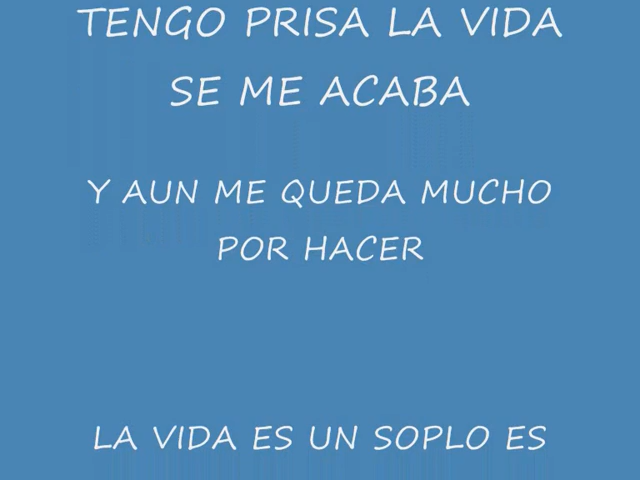 TENGO PRISA LA VIDA
SE ME ACABA
Y AUN ME QUEDA MUCHO
POR HACER
LA VIDA ES UN SOPLO ES